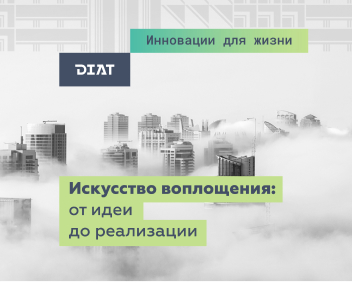 Инновации для жизни
DIAT
Искусство воплощения:
от идеи
до реализации